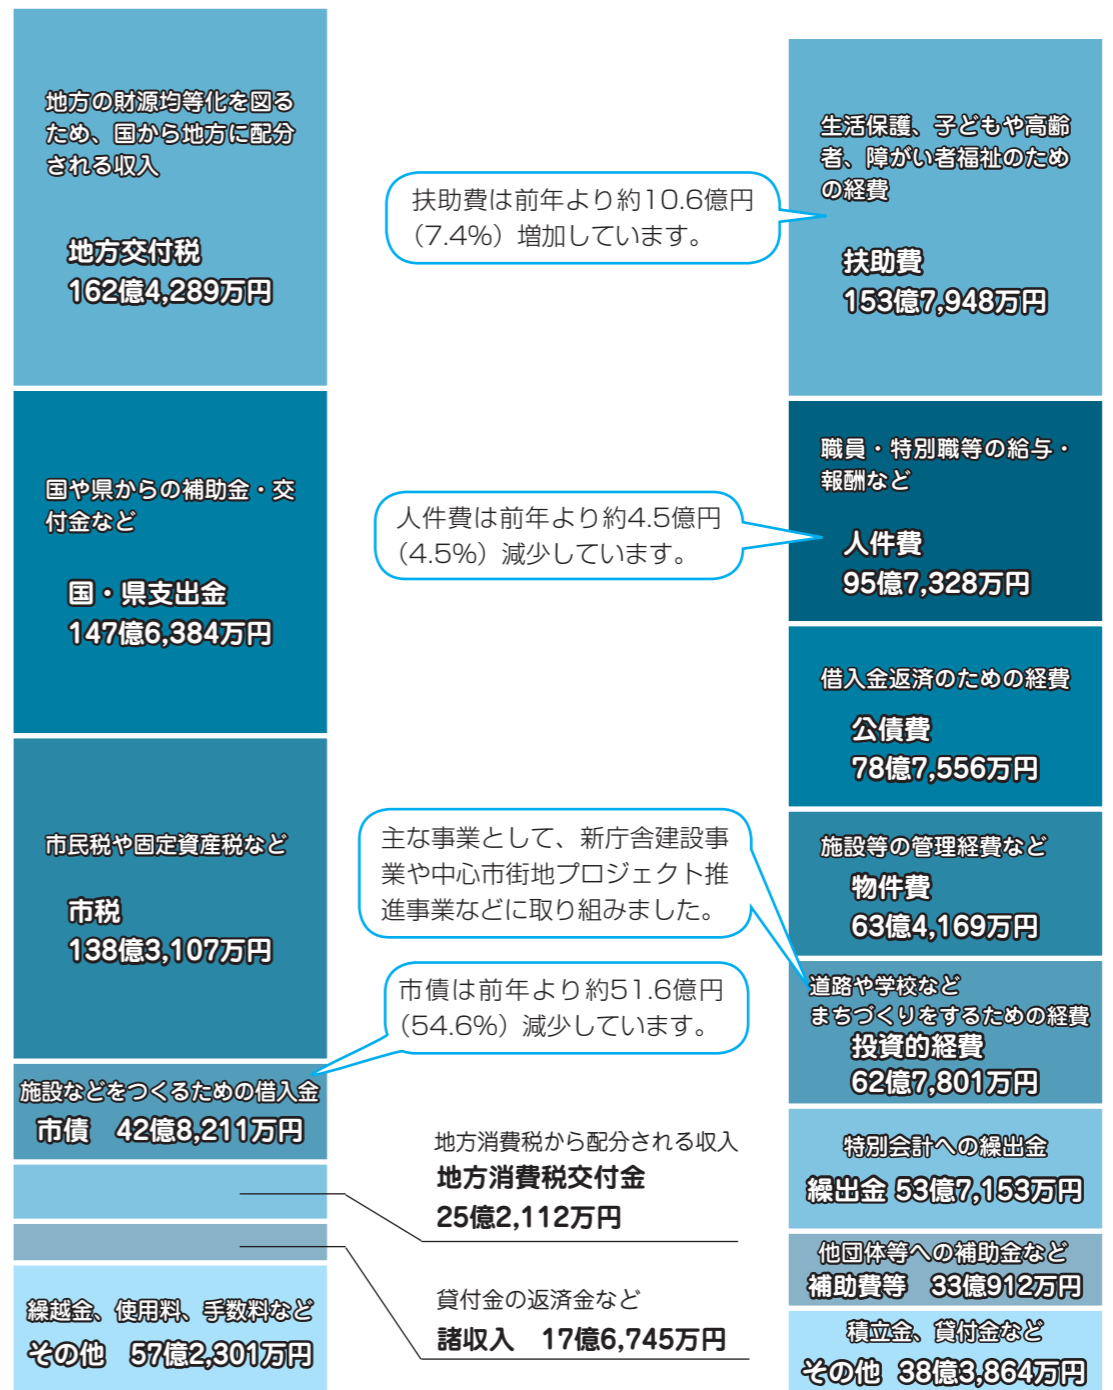 地方の財源均等化を図る
ため、国から地方に配分
される収入
地方交付税
162億4,289万円
国や県からの補助金・交
付金など
国・県支出金
147億6,384万円
市民税や固定資産税など
市税
138億3,107万円
施設などをつくるための借入金
市債 42億8,211万円
繰越金、使用料、手数料など
その他 57億2,301万円
扶助費は前年より約10.6億円
（7.4%）増加しています。
人件費は前年より約4.5億円
（4.5%）減少しています。
主な事業として、新庁舎建設事
業や中心市街地プロジェクト推
進事業などに取り組みました。
市債は前年より約51.6億円
（54.6%）減少しています。
地方消費税から配分される収入
地方消費税交付金
25億2,112万円
貸付金の返済金など
諸収入 17億6,745万円
生活保護、子どもや高齢
者、障がい者福祉のため
の経費
扶助費
153億7,948万円
職員・特別職等の給与・
報酬など
人件費
95億7,328万円
借入金返済のための経費
公債費
78億7,556万円
施設等の管理経費など
物件費
63億4,169万円
道路や学校など
まちづくりをするための経費
投資的経費
62億7,801万円
特別会計への繰出金
繰出金 53億7,153万円
他団体等への補助金など
補助費等 33億912万円
積立金、貸付金など
その他 38億3,864万円